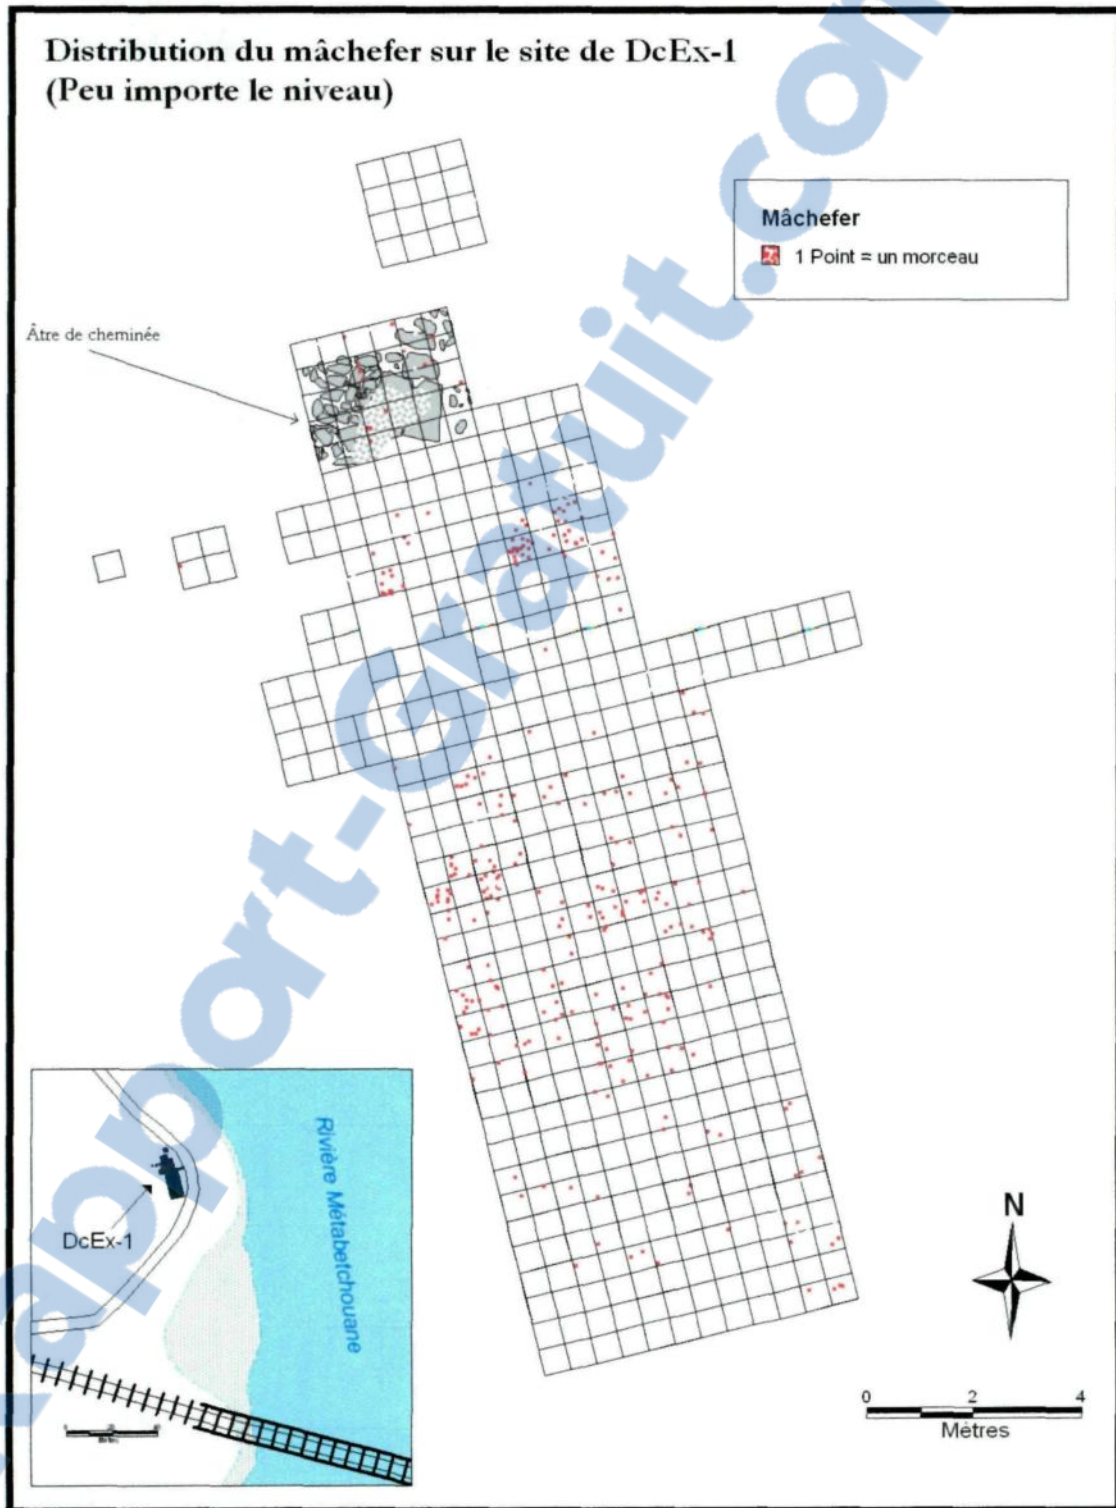 Distribution du mâchefer sur le site de DcEx-1
(Peu importe le niveau)
Mâchefer
1 Point = un morceau
Âtre de cheminée
Rivière Métabetchouane
DcEx-1
N
0 2 4
Mètres
Rapport-Gratuit.com